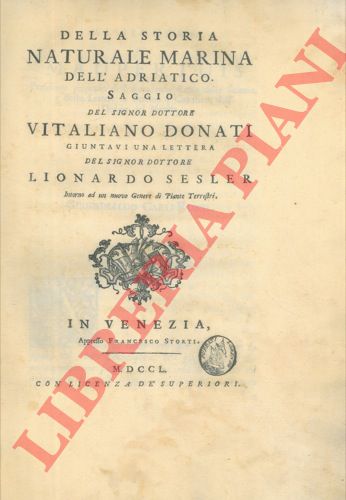 DELLA STORIA
NATURALE MARINA
DELL' ADRIATICO.
SAGGIO
DEL SIGNOR DOTTORE
VITALIANO DONATI
GIUNTAVI UNA LETTERA
DEL SIGNOR DOTTORE
LIONARDO SESLER
Intorno ad un nuovo Genere di Piante Terrestri.
IN VENEZIA,
Appresso FRANCESCO STORTI.
M. DCCL.
CON LICENZA DE' SUPERIORI.
LIBRERIA PIANI